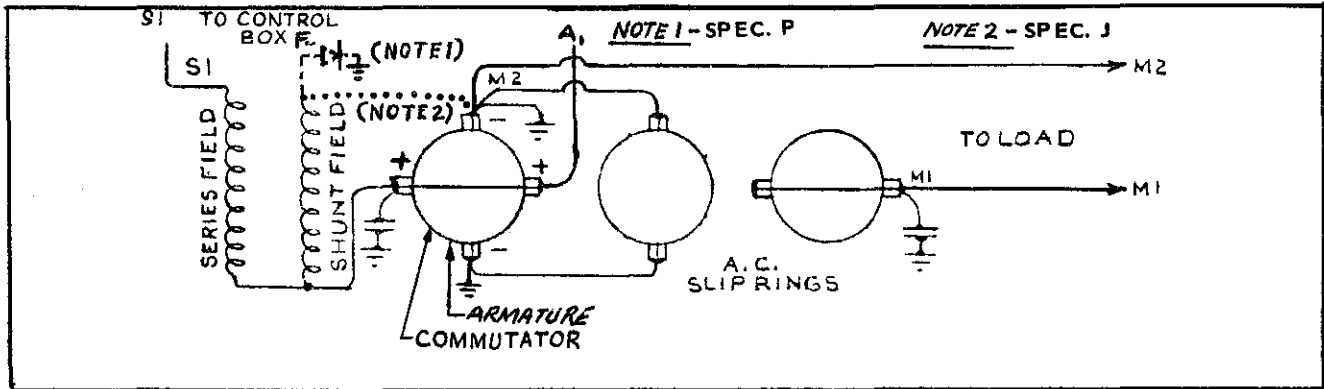 S1 TO CONTROL BOX F
(NOTE1)
A1
NOTE 1 - SPEC. P
NOTE 2 - SPEC. J
S1
M2
M2
(NOTE2)
SERIES FIELD
SHUNT FIELD
-
+
+
-
TO LOAD
M1
M1
A.C.
SLIP RINGS
ARMATURE
COMMUTATOR